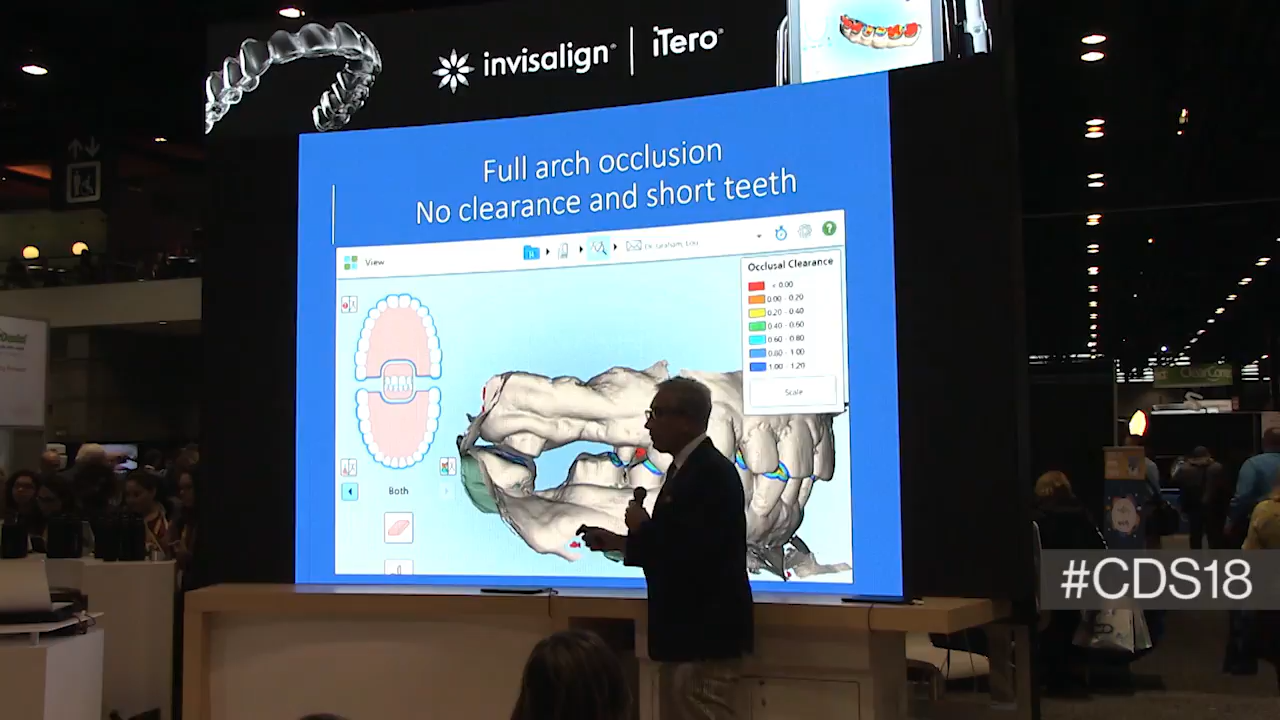 invisalign | iTero
Full arch occlusion
No clearance and short teeth
View
Occlusal Clearance
< 0.00
0.00 - 0.20
0.20 - 0.40
0.40 - 0.60
0.60 - 0.80
0.80 - 1.00
1.00 - 1.20
Scale
Both
#CDS18